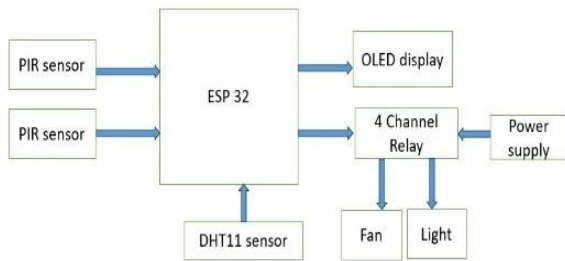 PIR sensor
PIR sensor
ESP 32
OLED display
4 Channel
Relay
Power
supply
DHT11 sensor
Fan
Light